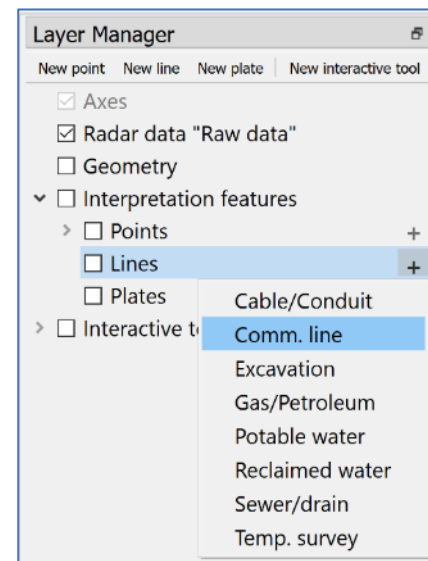 Layer Manager
New point New line New plate New interactive tool
Axes
Radar data "Raw data"
Geometry
Interpretation features
Points +
Lines +
Plates
Interactive
Cable/Conduit
Comm. line
Excavation
Gas/Petroleum
Potable water
Reclaimed water
Sewer/drain
Temp. survey